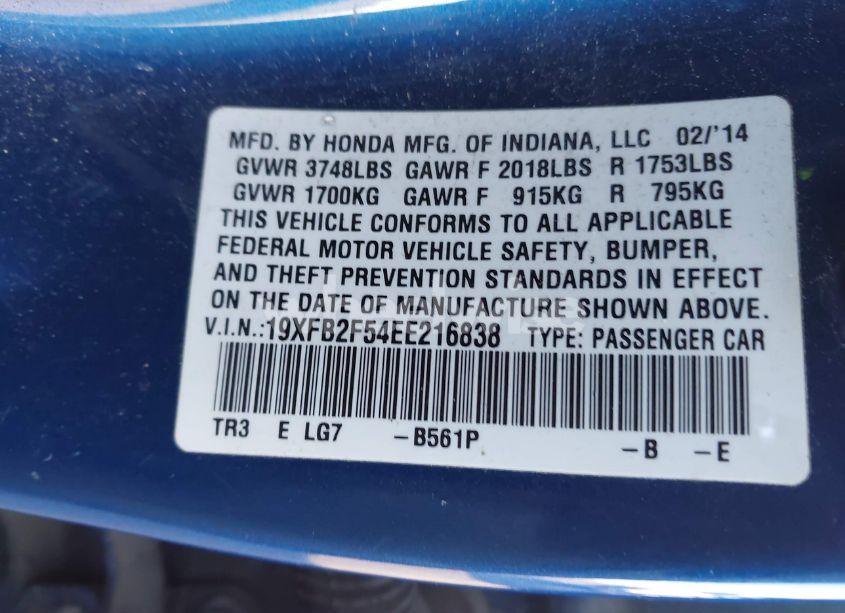 MFD. BY HONDA MFG. OF INDIANA, LLC 02/'14
GVWR 3748LBS GAWR F 2018LBS R 1753LBS
GVWR 1700KG GAWR F 915KG R 795KG
THIS VEHICLE CONFORMS TO ALL APPLICABLE
FEDERAL MOTOR VEHICLE SAFETY, BUMPER,
AND THEFT PREVENTION STANDARDS IN EFFECT
ON THE DATE OF MANUFACTURE SHOWN ABOVE.
V.I.N.:19XFB2F54EE216838 TYPE: PASSENGER CAR
TR3 E LG7 -B561P -B -E